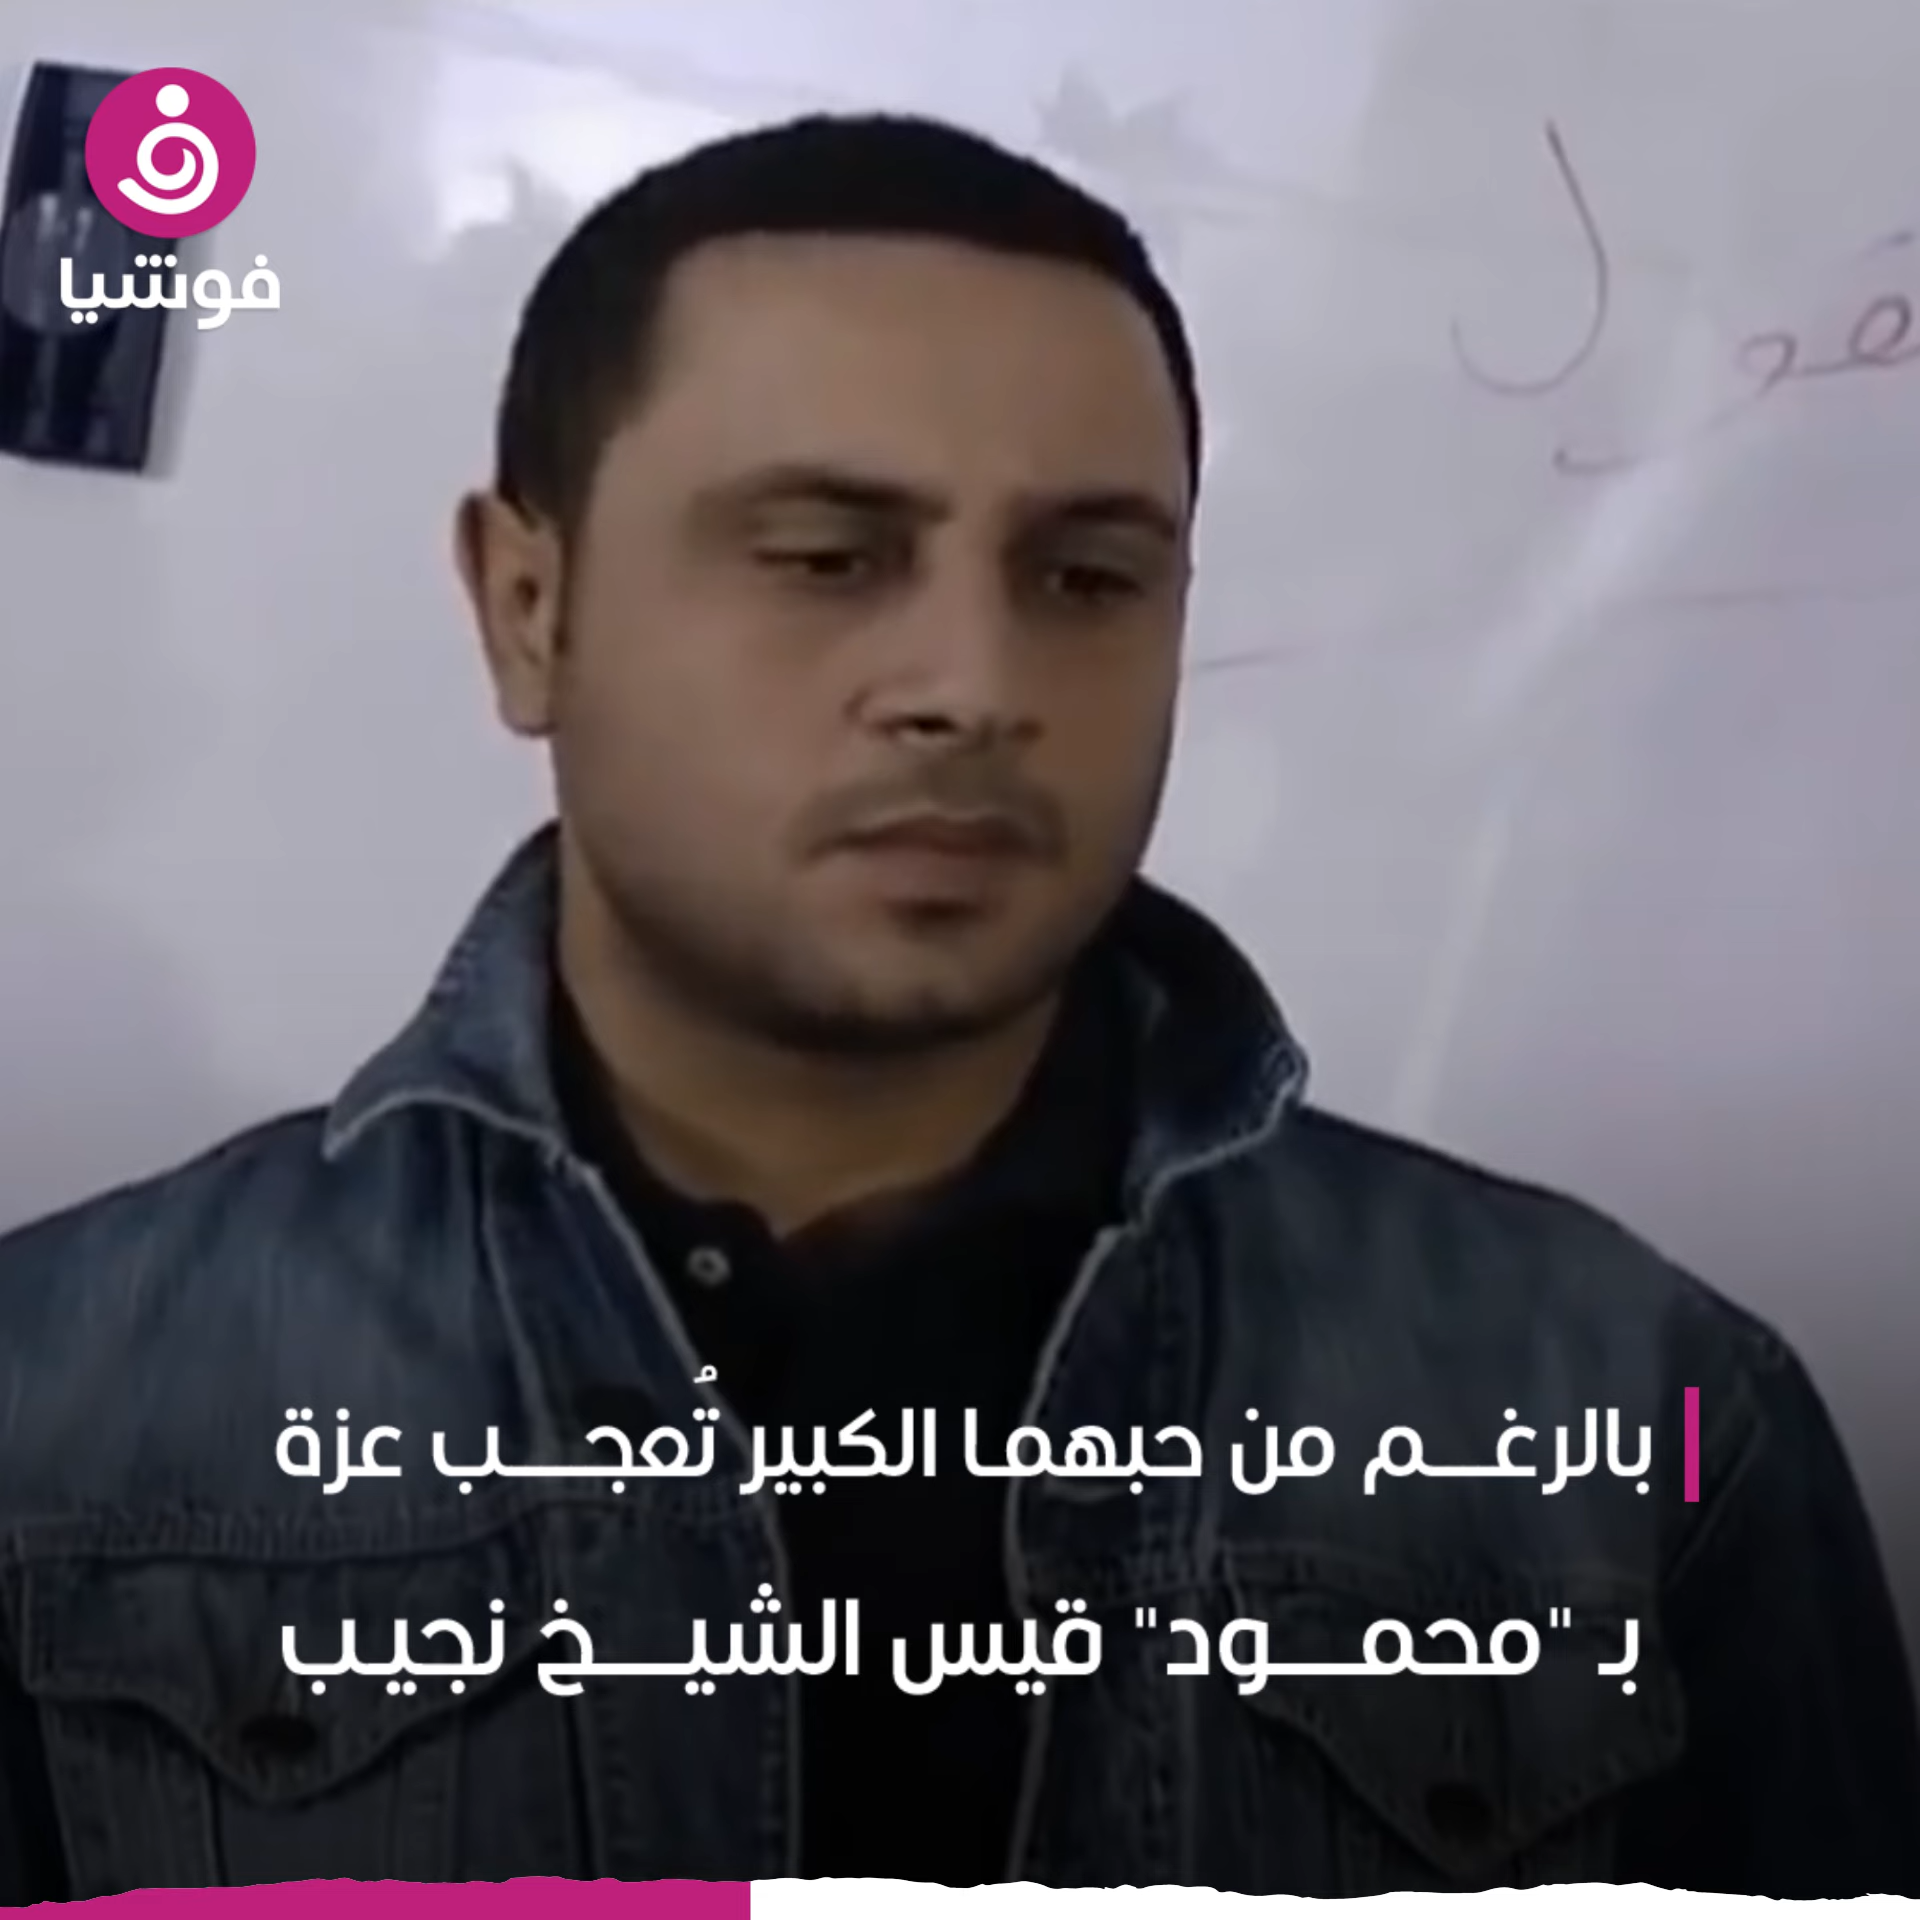 فوشيا
بالرغم من حبهما الكبير تُعجب عزة
بـ "محمود" قيس الشيخ نجيب